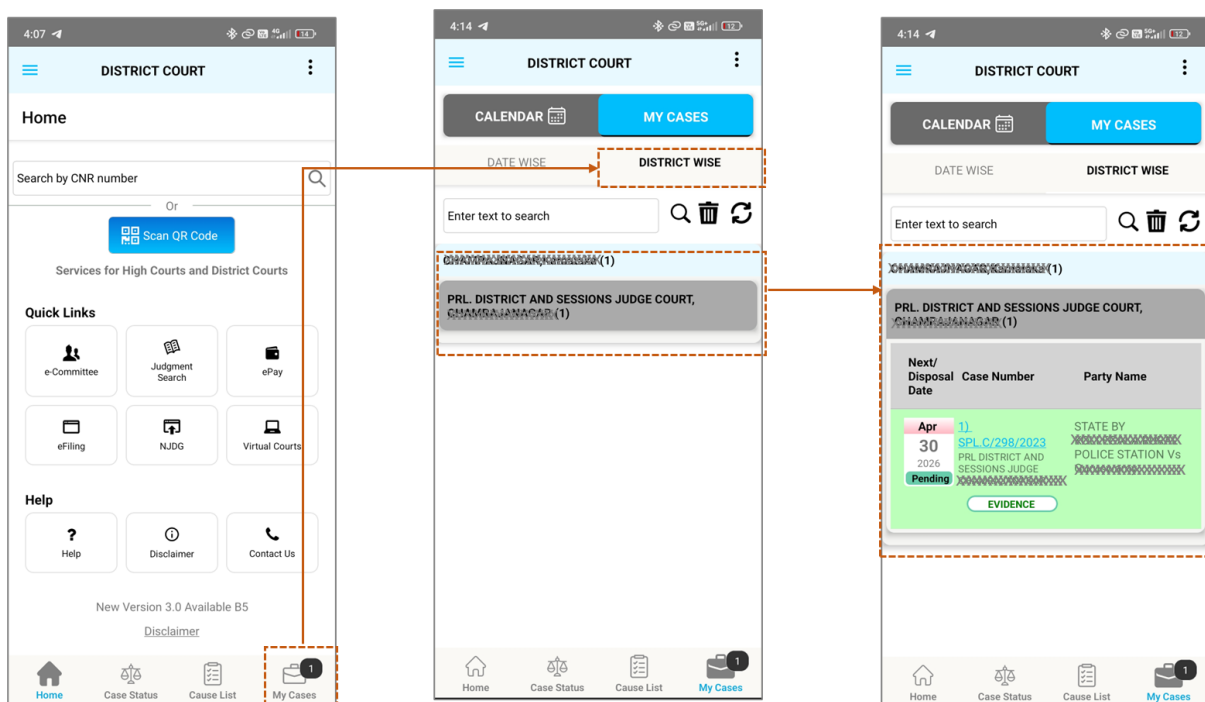 4:07
4G
14
DISTRICT COURT
Home
Search by CNR number
Or
Scan QR Code
Services for High Courts and District Courts
Quick Links
e-Committee
Judgment
Search
ePay
eFiling
NJDG
Virtual Courts
Help
Help
Disclaimer
Contact Us
New Version 3.0 Available B5
Disclaimer
1
Home
Case Status
Cause List
My Cases
4:14
5G+
12
DISTRICT COURT
CALENDAR
MY CASES
DATE WISE
DISTRICT WISE
Enter text to search
(1)
PRL. DISTRICT AND SESSIONS JUDGE COURT,
(1)
1
Home
Case Status
Cause List
My Cases
4:14
5G+
12
DISTRICT COURT
CALENDAR
MY CASES
DATE WISE
DISTRICT WISE
Enter text to search
(1)
PRL. DISTRICT AND SESSIONS JUDGE COURT,
(1)
Next/
Disposal
Date
Case Number
Party Name
Apr
30
2026
Pending
1)
SPL.C/298/2023
PRL DISTRICT AND
SESSIONS JUDGE
STATE BY
POLICE STATION Vs
EVIDENCE
1
Home
Case Status
Cause List
My Cases